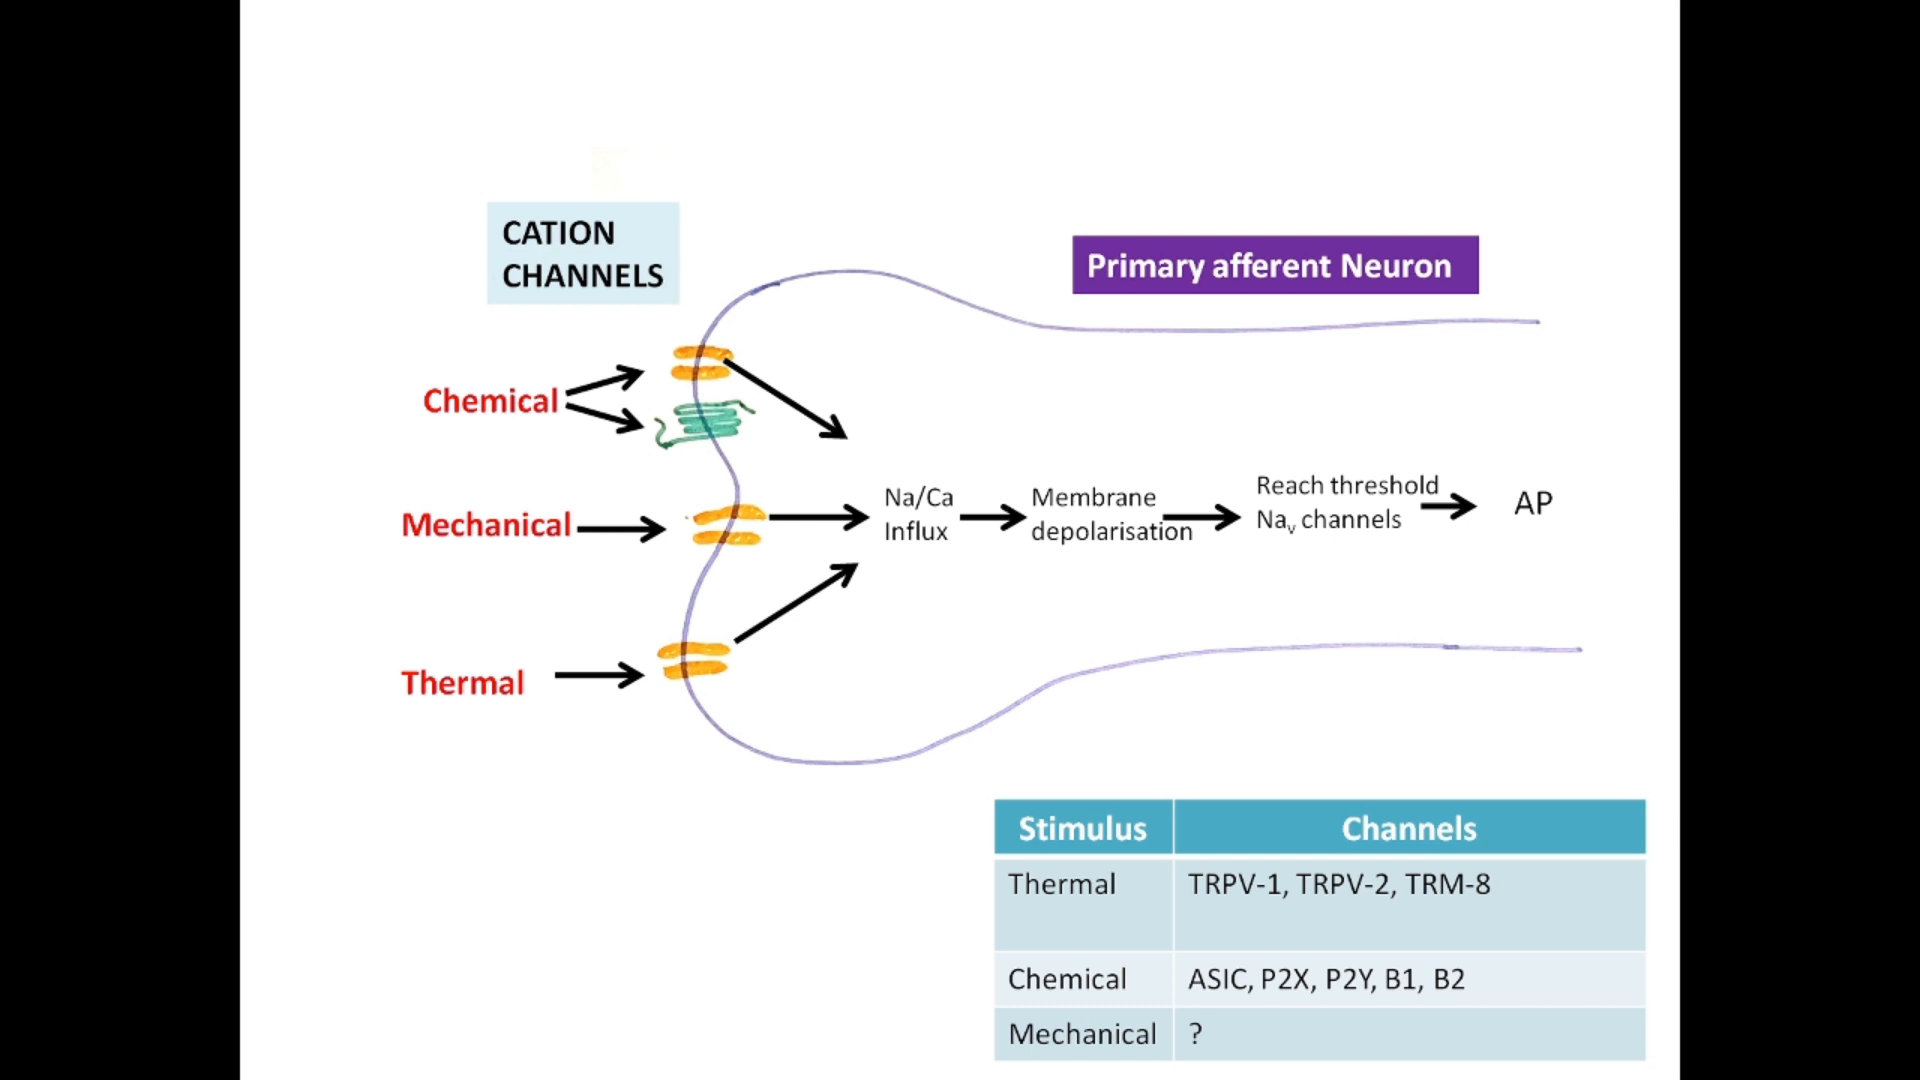 CATION
CHANNELS
Primary afferent Neuron
Chemical
Mechanical
Thermal
Na/Ca
Influx
Membrane
depolarisation
Reach threshold
Nav channels
AP
Stimulus Channels
Thermal TRPV-1, TRPV-2, TRM-8
Chemical ASIC, P2X, P2Y, B1, B2
Mechanical ?